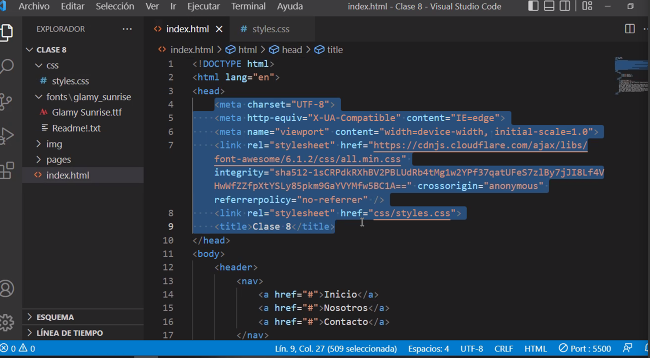 Archivo Editar Selección Ver Ir Ejecutar Terminal Ayuda index.html - Clase 8 - Visual Studio Code
EXPLORADOR ··· <> index.html × # styles.css
<> index.html > html > head > title
CLASE 8
css
# styles.css
fonts\glamy_sunrise
Glamy Sunrise.ttf
Readme!.txt
img
pages
<> index.html
ESQUEMA
LÍNEA DE TIEMPO
1 <!DOCTYPE html>
2 <html lang="en">
3 <head>
4 <meta charset="UTF-8">
5 <meta http-equiv="X-UA-Compatible" content="IE=edge">
6 <meta name="viewport" content="width=device-width, initial-scale=1.0">
7 <link rel="stylesheet" href="https://cdnjs.cloudflare.com/ajax/libs/
font-awesome/6.1.2/css/all.min.css"
integrity="sha512-1sCRPdkRXhBV2PBLUdRb4tMg1w2YPf37qatUFeS7zlBy7jJI8Lf4V
HwWfZZfpXtYSLy85pkm9GaYVYMfw5BC1A==" crossorigin="anonymous"
referrerpolicy="no-referrer" />
8 <link rel="stylesheet" href="css/styles.css">
9 <title>Clase 8</title>
10 </head>
11 <body>
12 <header>
13 <nav>
14 <a href="#">Inicio</a>
15 <a href="#">Nosotros</a>
16 <a href="#">Contacto</a>
17 </nav>
0 0 Lín. 9, Col. 27 (509 seleccionada) Espacios: 4 UTF-8 CRLF HTML Port : 5500